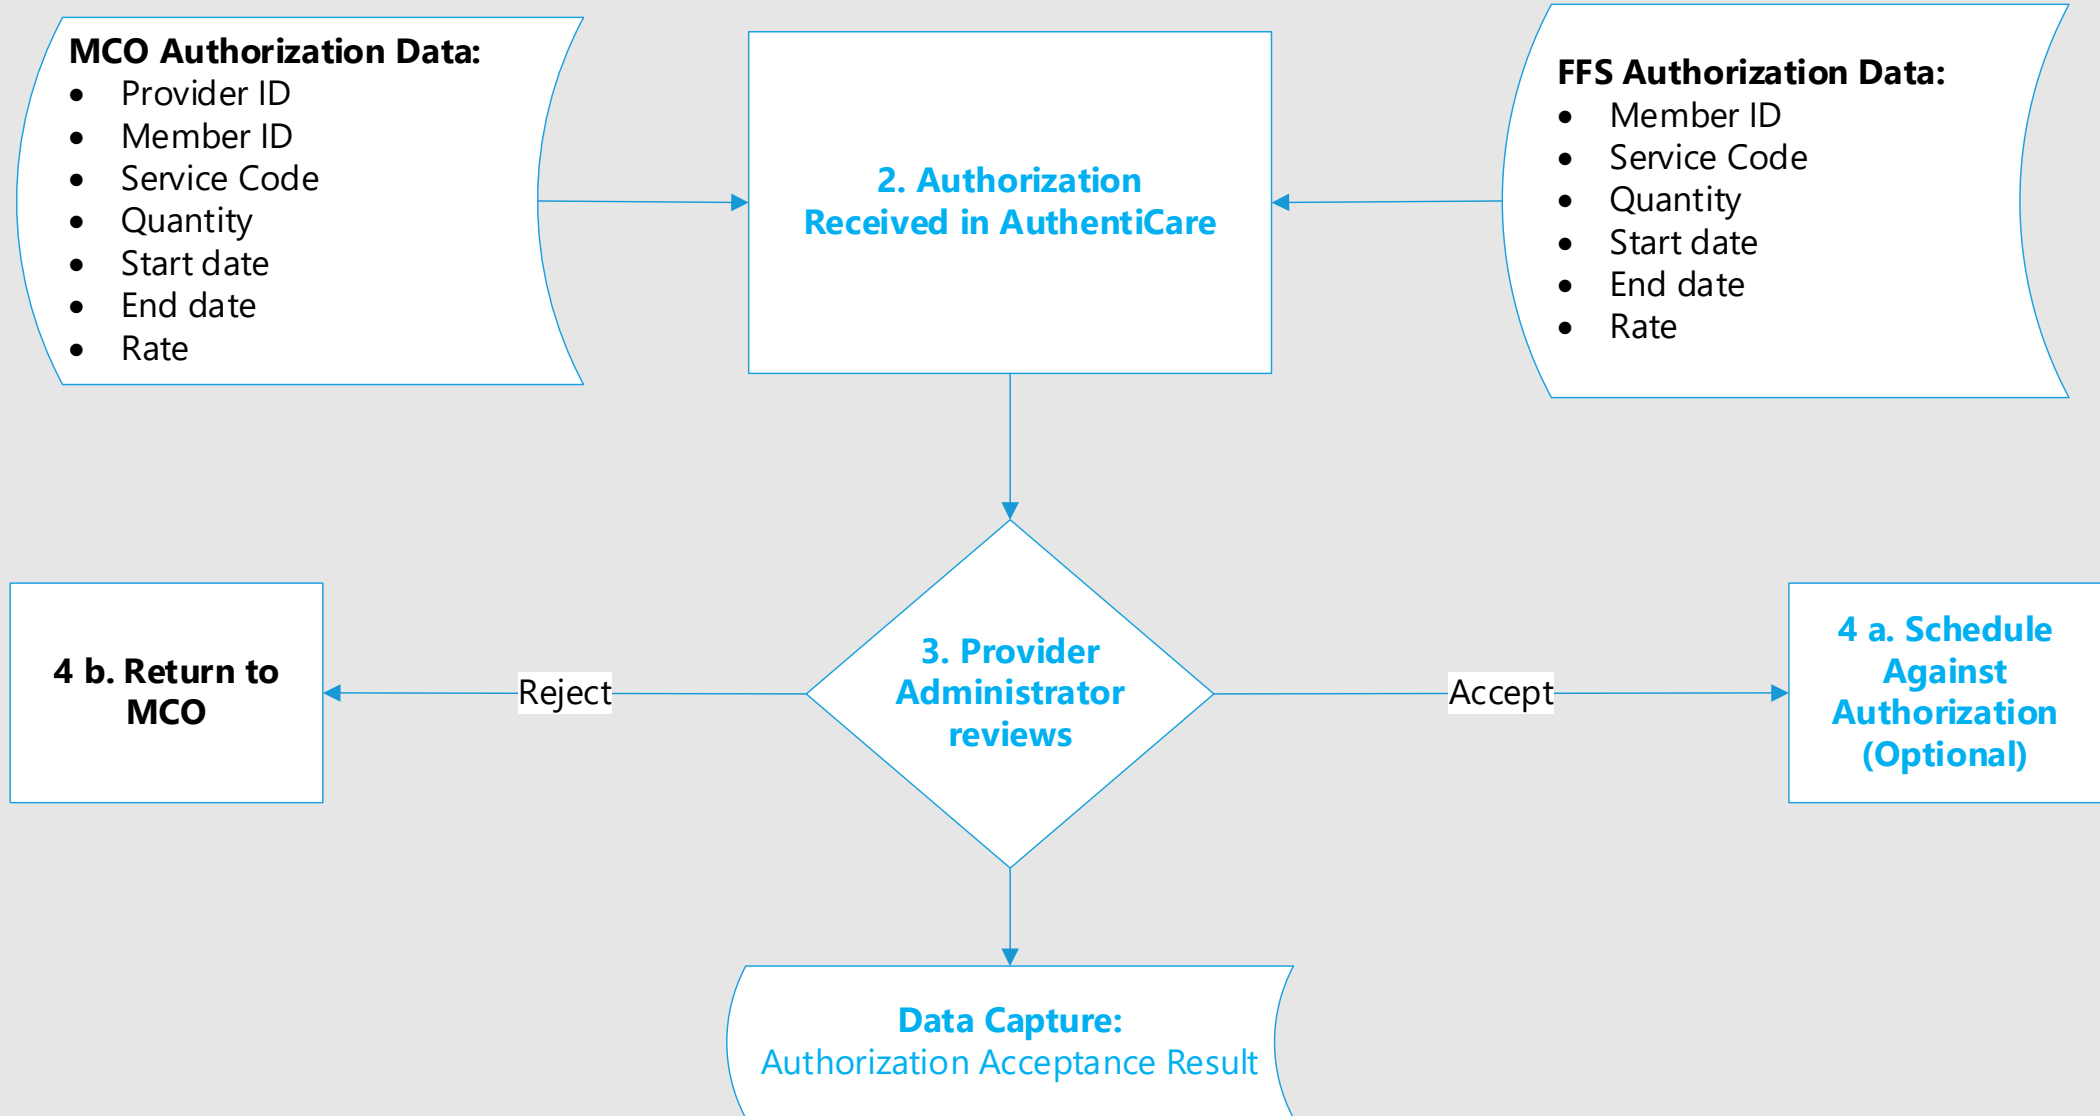 MCO Authorization Data:
• Provider ID
• Member ID
• Service Code
• Quantity
• Start date
• End date
• Rate
2. Authorization
Received in AuthentiCare
FFS Authorization Data:
• Member ID
• Service Code
• Quantity
• Start date
• End date
• Rate
4 b. Return to
MCO
Reject
3. Provider
Administrator
reviews
Accept
4 a. Schedule
Against
Authorization
(Optional)
Data Capture:
Authorization Acceptance Result